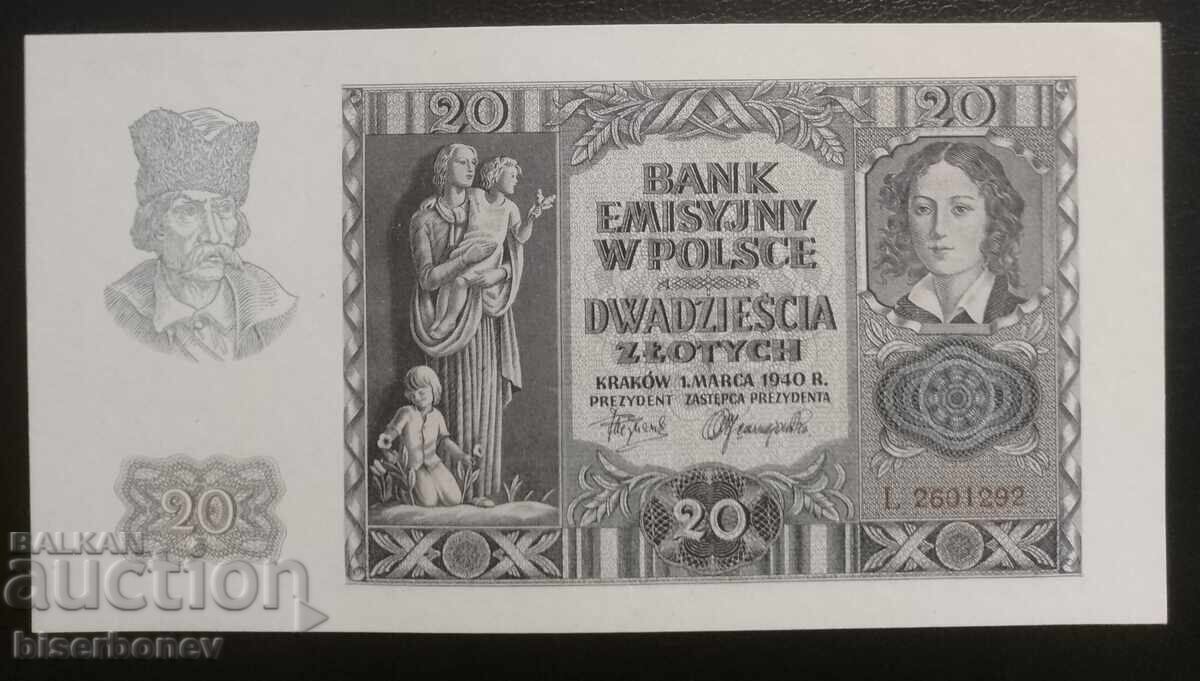 20 20
BANK
EMISYJNY
W POLSCE
DWADZIEŚCIA
ZŁOTYCH
KRAKÓW 1. MARCA 1940 R.
PREZYDENT ZASTĘPCA PREZYDENTA
20
20
L 2601292
BALKAN
auction
biserbonev